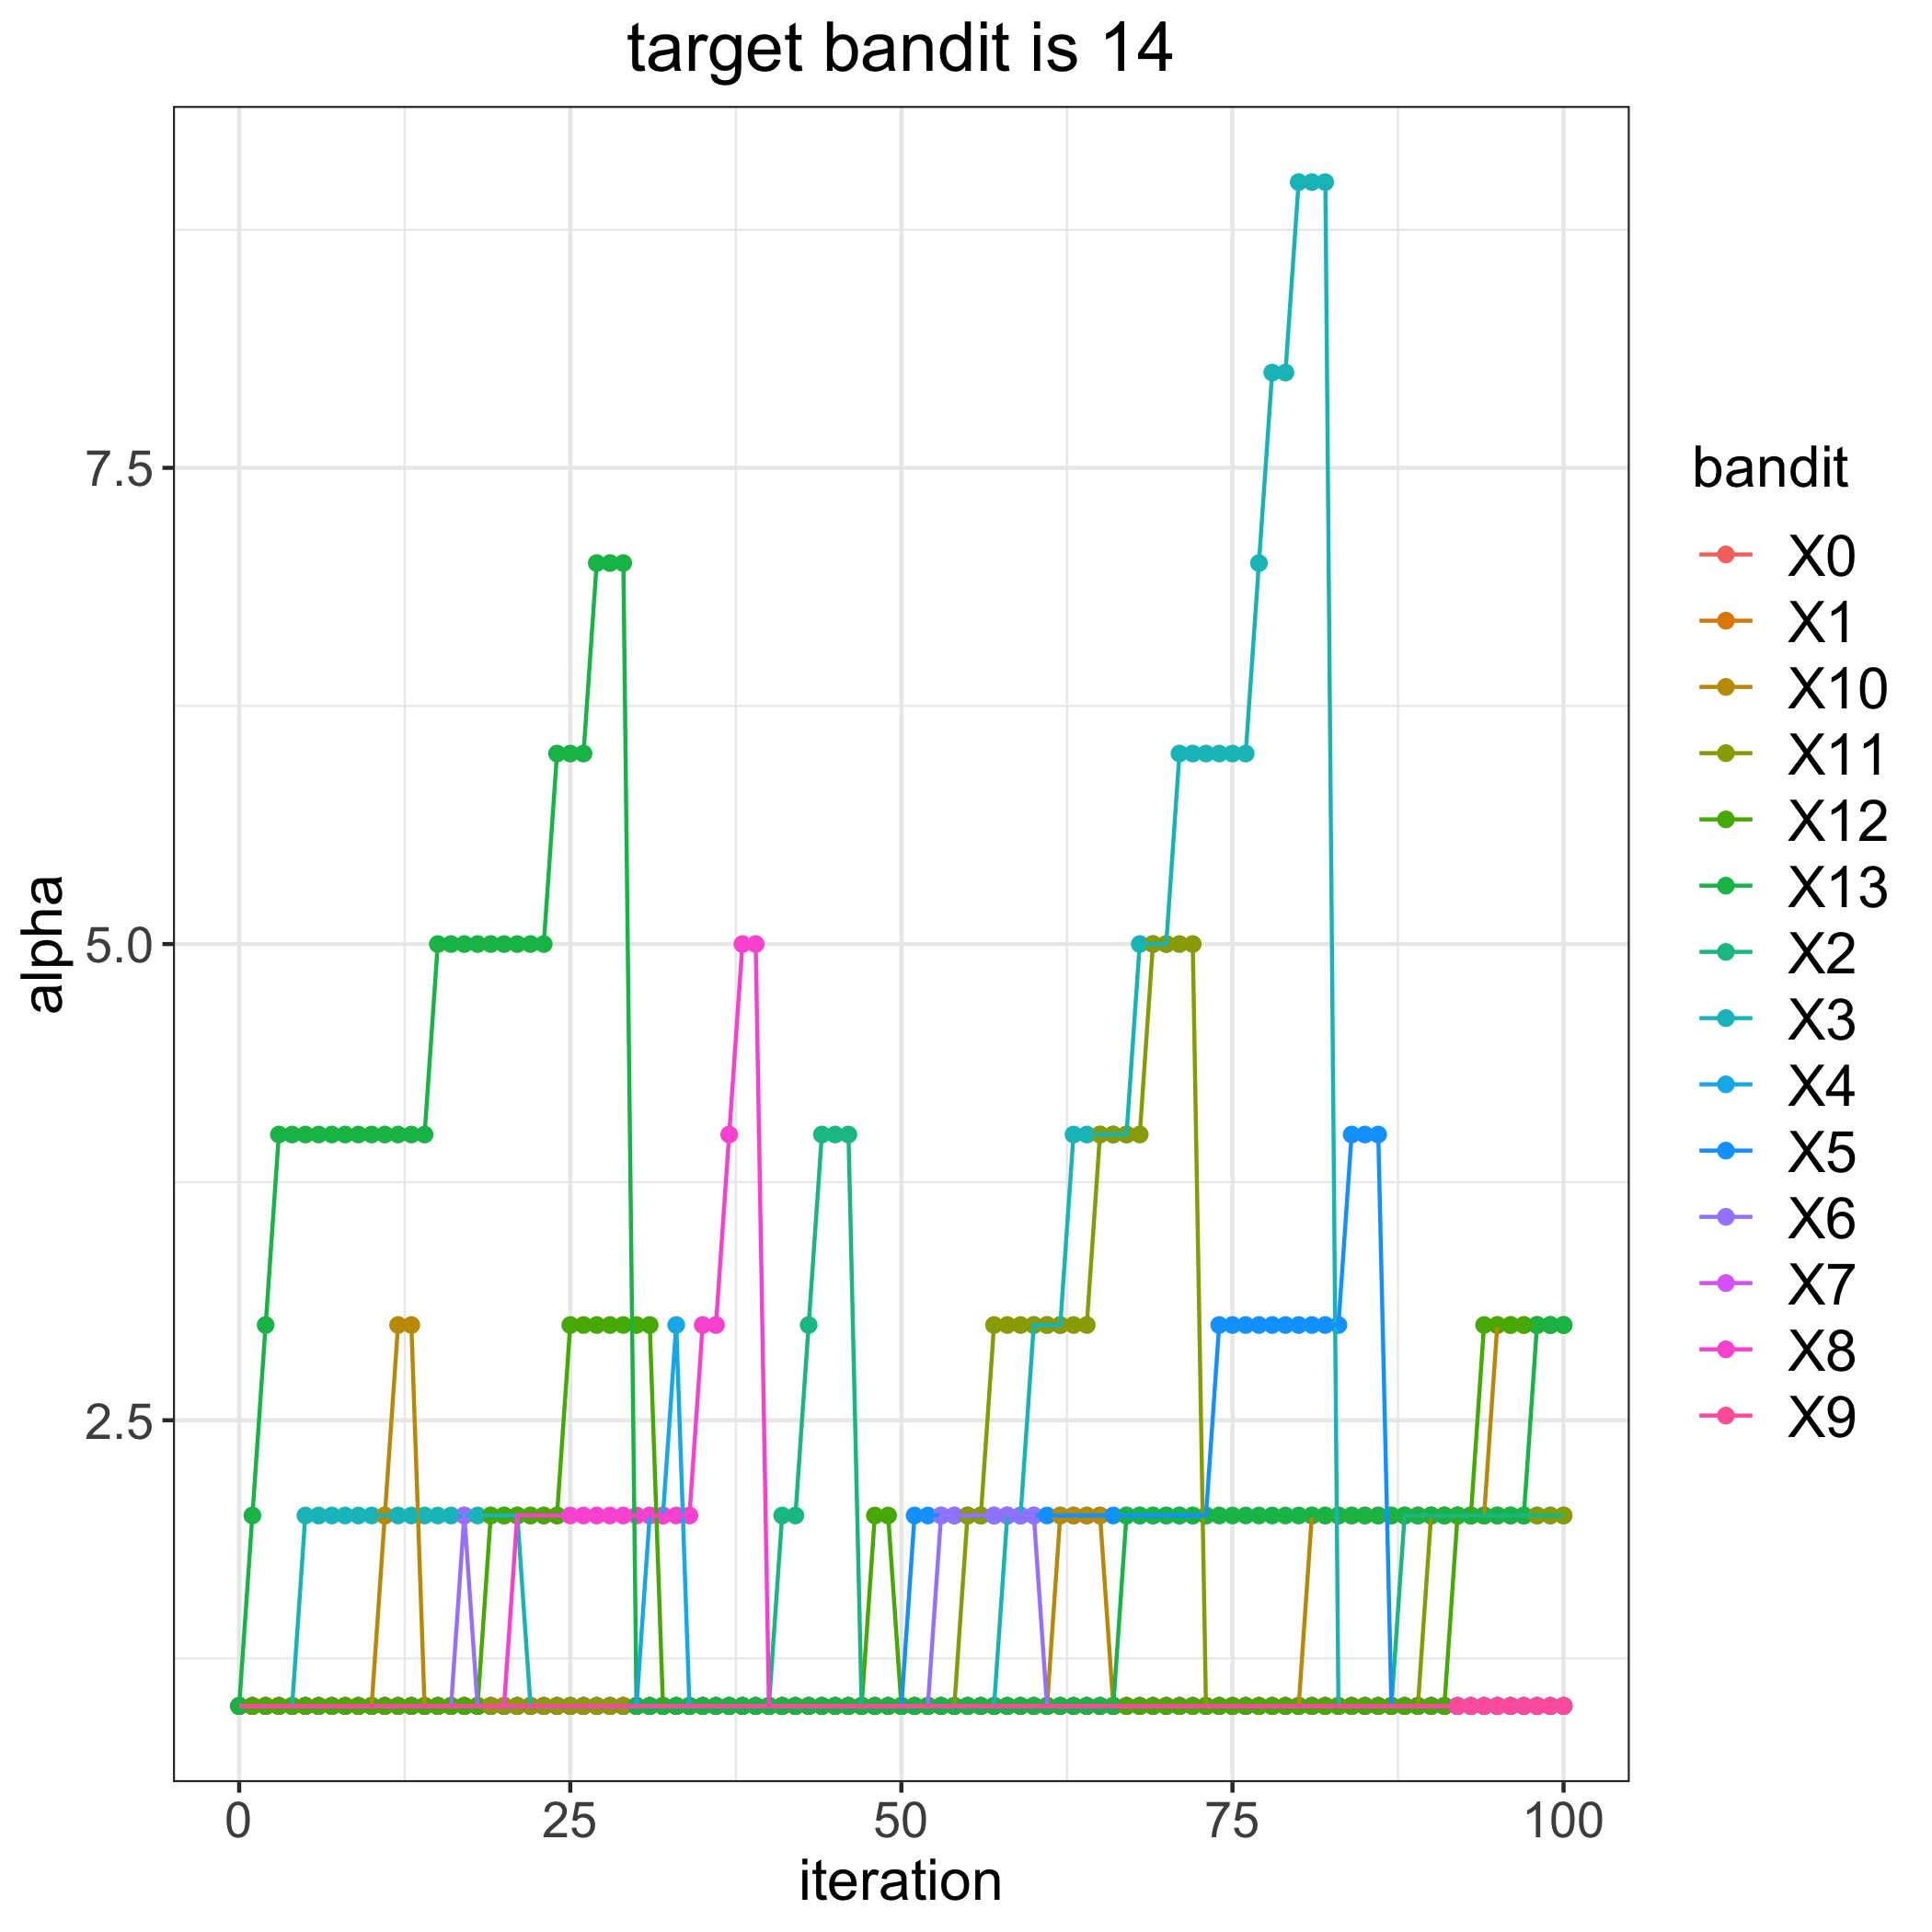 target bandit is 14
alpha
7.5
5.0
2.5
0
25
50
75
100
iteration
bandit
X0
X1
X10
X11
X12
X13
X2
X3
X4
X5
X6
X7
X8
X9